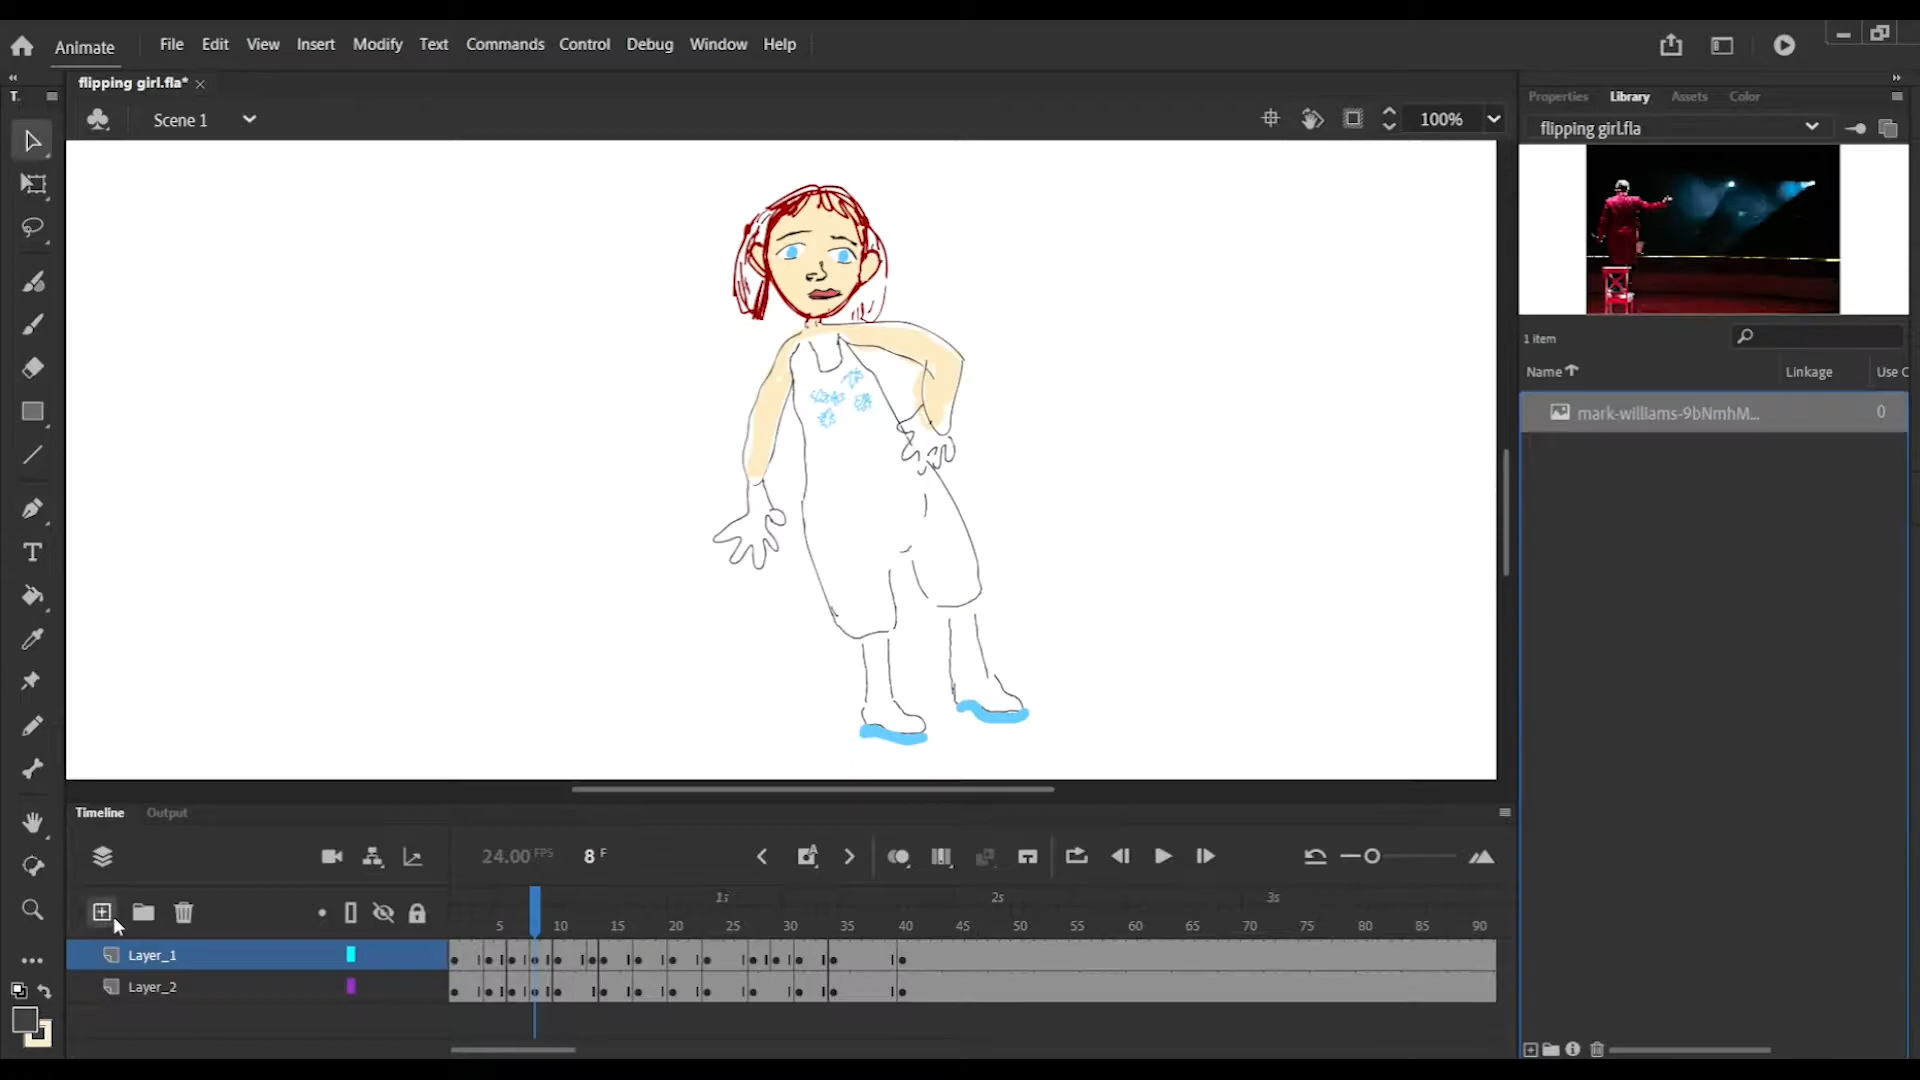 Animate File Edit View Insert Modify Text Commands Control Debug Window Help
flipping girl.fla*
T.
Properties Library Assets Color
Scene 1 100%
flipping girl.fla
1 item
Name Linkage Use C
mark-williams-9bNmhM... 0
Timeline Output
24.00 FPS 8 F
1s 2s 3s
5 10 15 20 25 30 35 40 45 50 55 60 65 70 75 80 85 90
Layer_1
Layer_2